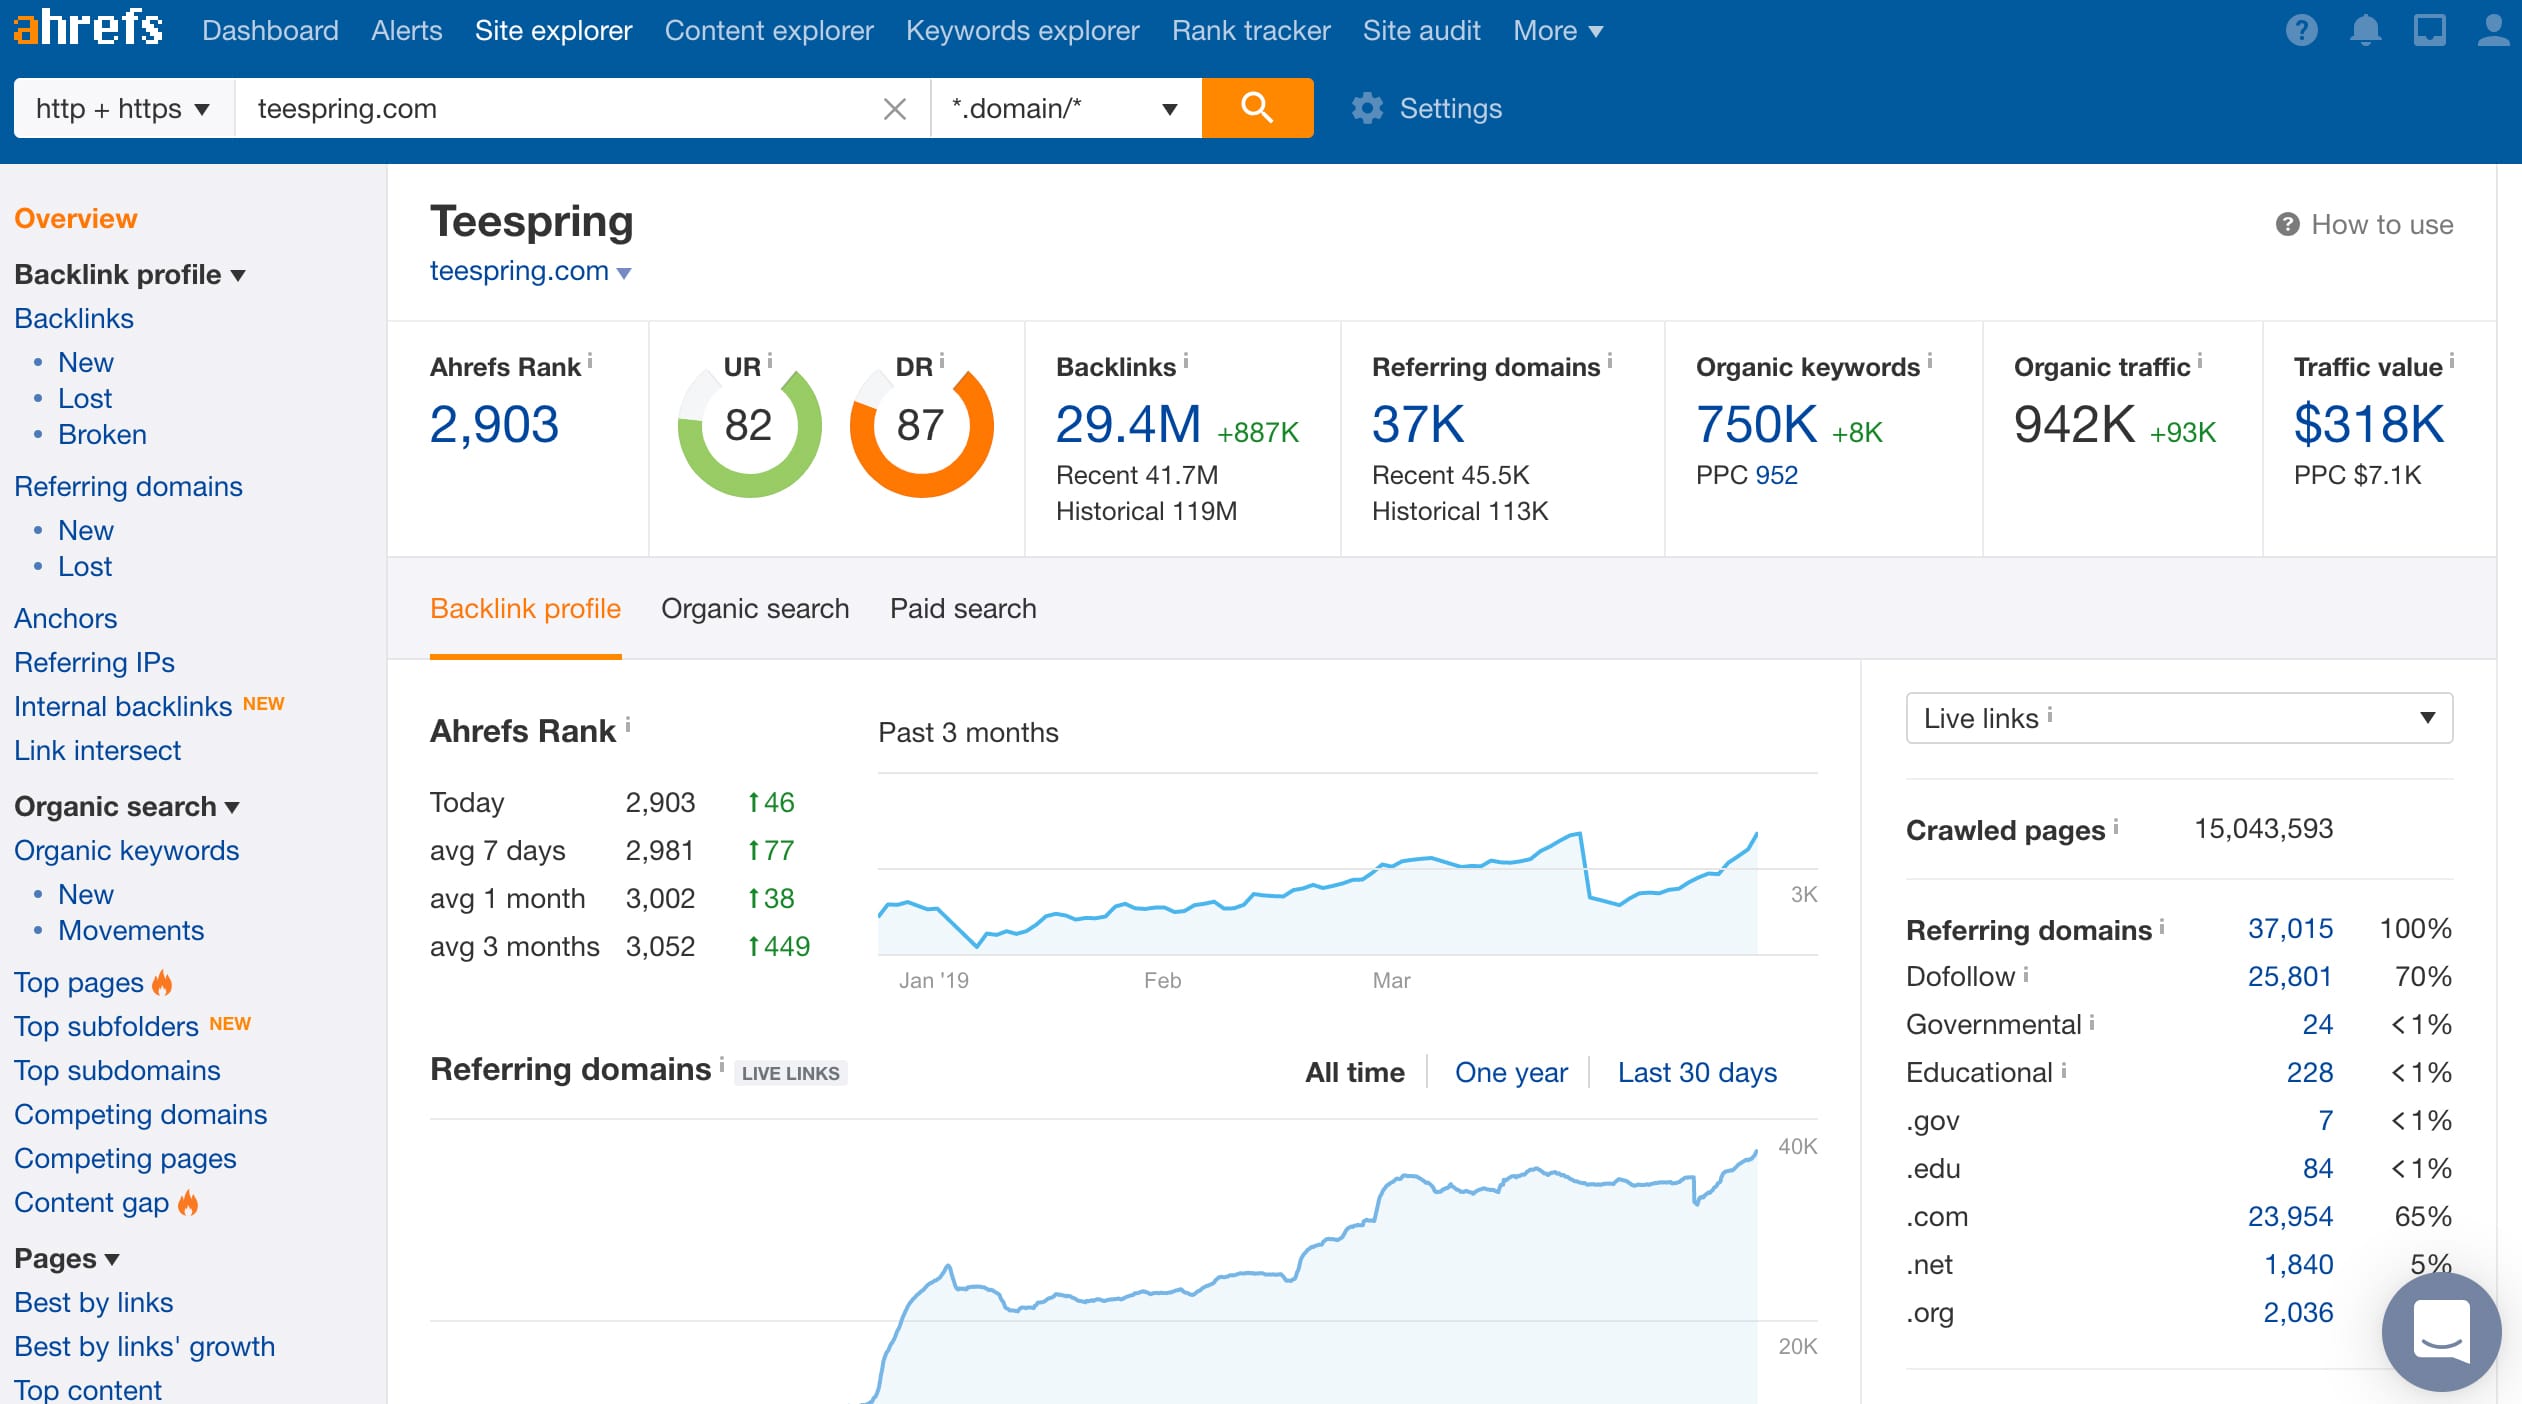 ahrefs Dashboard Alerts Site explorer Content explorer Keywords explorer Rank tracker Site audit More
http + https teespring.com *.domain/* Settings
Overview
Backlink profile
Backlinks
• New
• Lost
• Broken
Referring domains
• New
• Lost
Anchors
Referring IPs
Internal backlinks NEW
Link intersect
Organic search
Organic keywords
• New
• Movements
Top pages
Top subfolders NEW
Top subdomains
Competing domains
Competing pages
Content gap
Pages
Best by links
Best by links' growth
Top content
Teespring
teespring.com
How to use
Ahrefs Rank
2,903
UR
82
DR
87
Backlinks
29.4M +887K
Recent 41.7M
Historical 119M
Referring domains
37K
Recent 45.5K
Historical 113K
Organic keywords
750K +8K
PPC 952
Organic traffic
942K +93K
Traffic value
$318K
PPC $7.1K
Backlink profile Organic search Paid search
Ahrefs Rank
Today 2,903 ↑46
avg 7 days 2,981 ↑77
avg 1 month 3,002 ↑38
avg 3 months 3,052 ↑449
Past 3 months
3K
Jan '19 Feb Mar
Referring domains LIVE LINKS
All time One year Last 30 days
40K
20K
Live links
Crawled pages 15,043,593
Referring domains 37,015 100%
Dofollow 25,801 70%
Governmental 24 <1%
Educational 228 <1%
.gov 7 <1%
.edu 84 <1%
.com 23,954 65%
.net 1,840 5%
.org 2,036